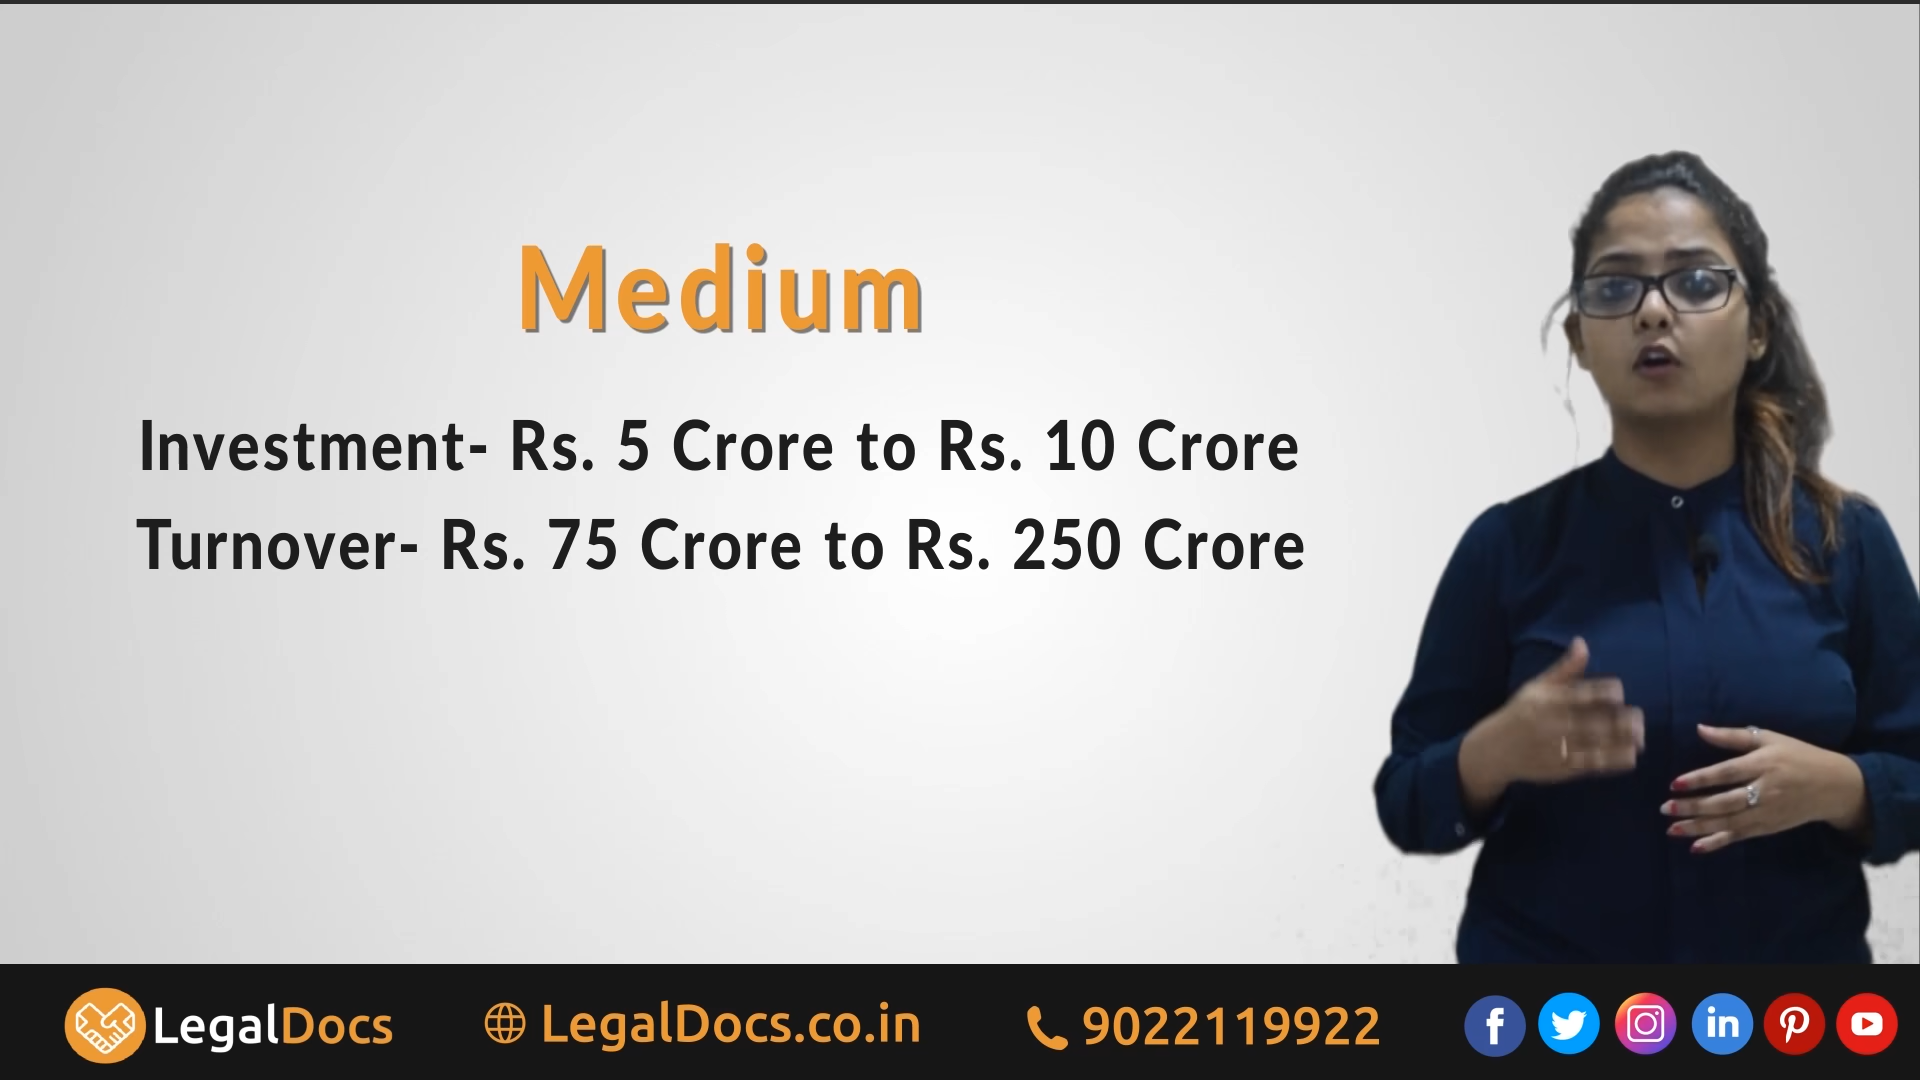 Medium
Investment- Rs. 5 Crore to Rs. 10 Crore
Turnover- Rs. 75 Crore to Rs. 250 Crore
LegalDocs
LegalDocs.co.in
9022119922